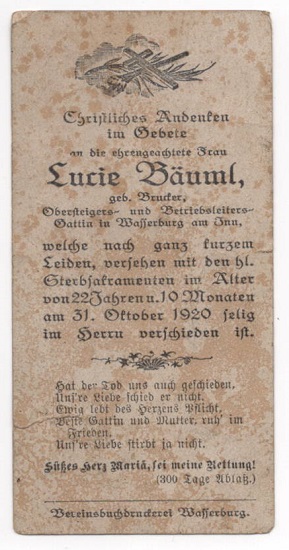 Christliches Andenken
im Gebete
an die ehrengeachtete Frau
Lucie Bäuml,
geb. Brucker,
Obersteigers- und Betriebsleiters-
Gattin in Wasserburg am Inn,
welche nach ganz kurzem
Leiden, versehen mit den hl.
Sterbsakramenten im Alter
von 22 Jahren u. 10 Monaten
am 31. Oktober 1920 selig
im Herrn verschieden ist.
Hat der Tod uns auch geschieden,
Uns're Liebe schied er nicht.
Ewig lebt des Herzens Pflicht.
Beste Gattin und Mutter, ruh' im
Frieden.
Uns're Liebe stirbt ja nicht.
Süßes Herz Mariä, sei meine Rettung!
(300 Tage Ablaß.)
Vereinsbuchdruckerei Wasserburg.